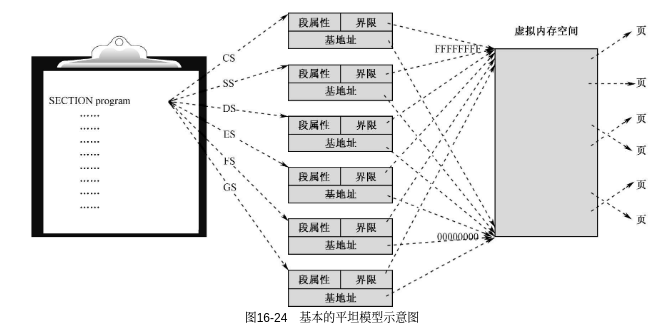 段属性 界限
基地址
虚拟内存空间
页
CS
FFFFFFFE
SS
段属性 界限
基地址
页
SECTION program
DS
……
段属性 界限
基地址
页
……
ES
……
页
……
FS
段属性 界限
基地址
页
……
GS
……
……
段属性 界限
基地址
00000000
页
段属性 界限
基地址
图16-24 基本的平坦模型示意图